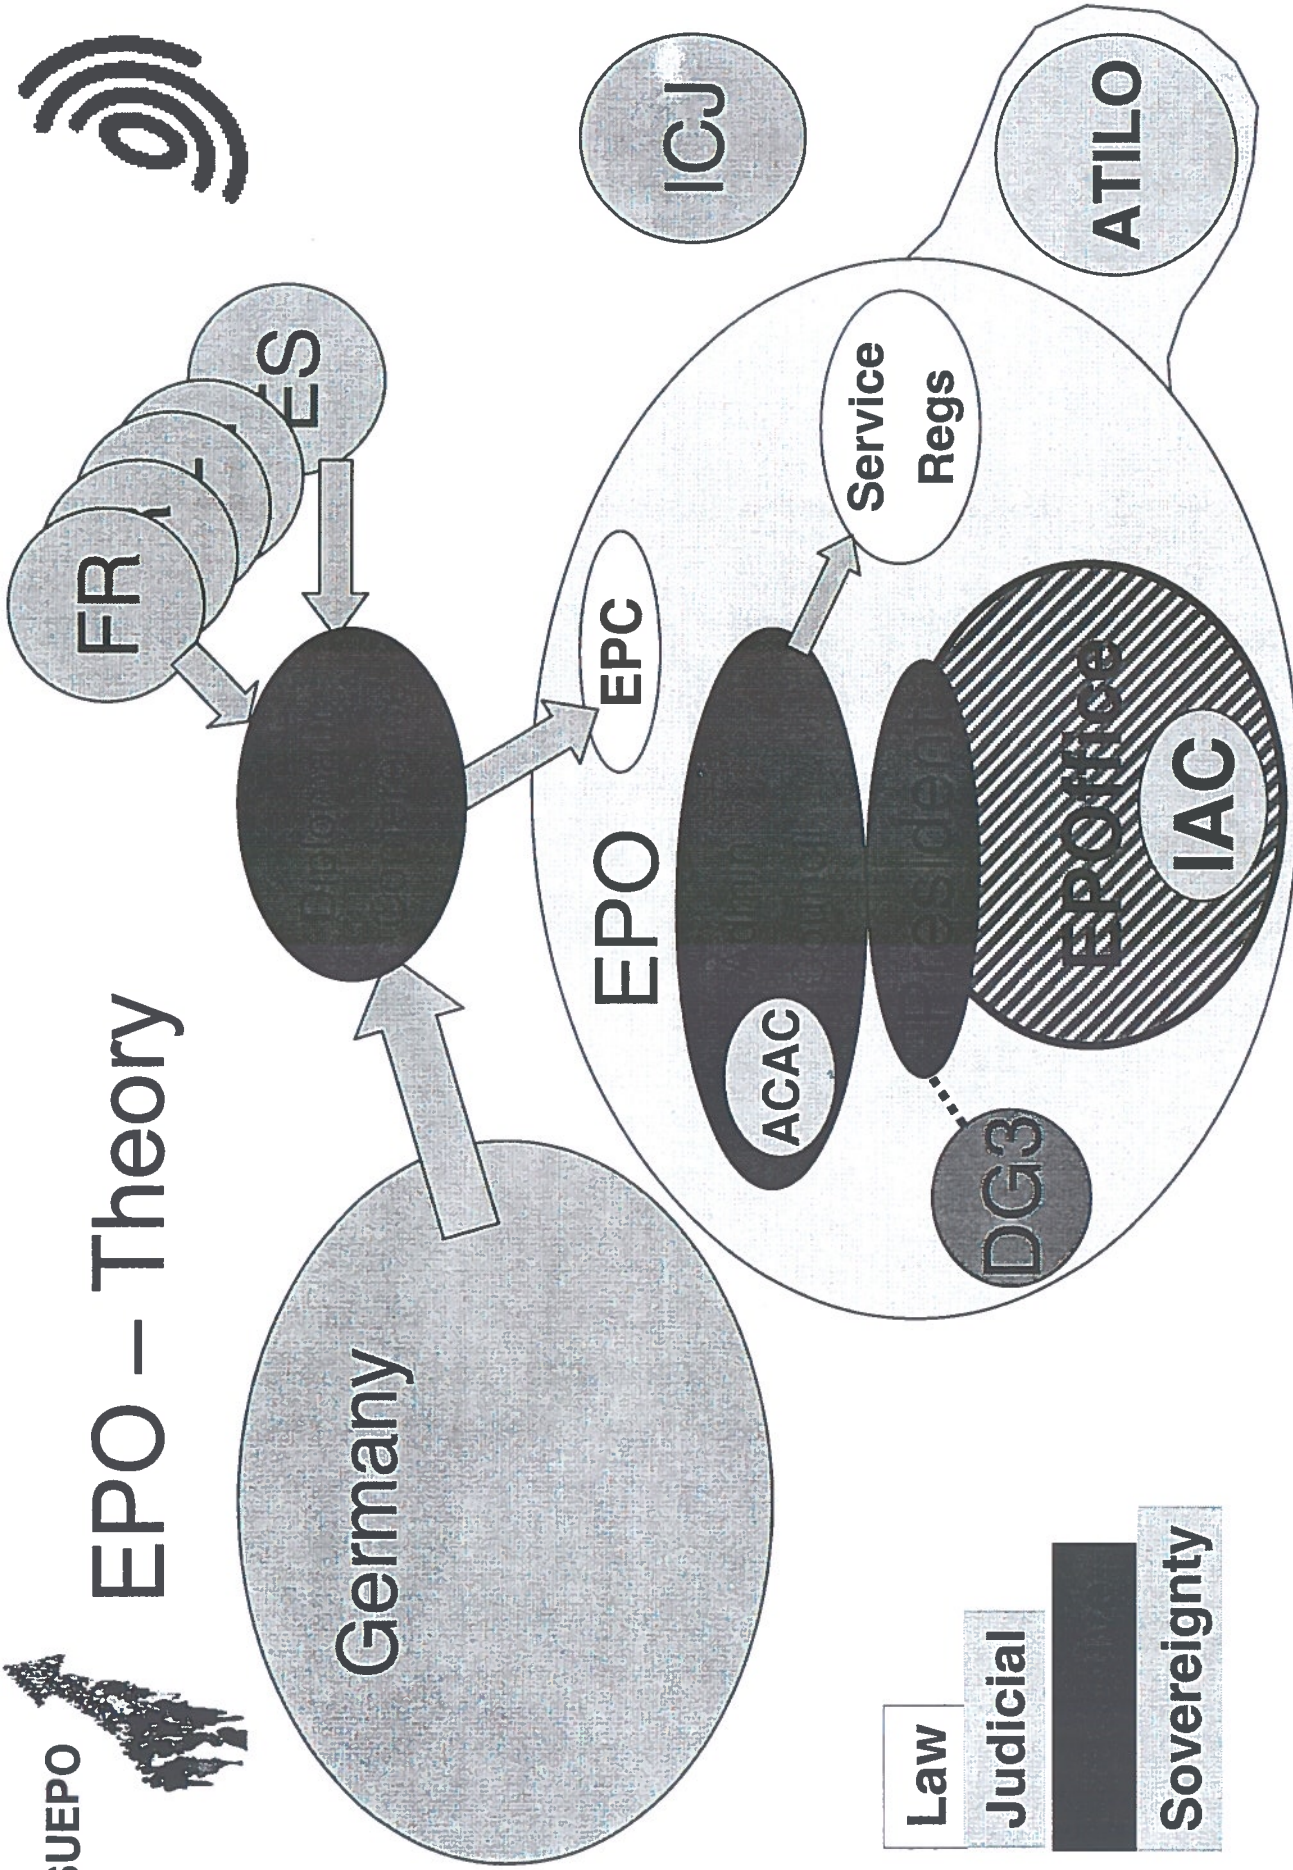 SUEPO
EPO – Theory
Germany
FR
ES
EPO
EPC
ICJ
ACAC
Service
Regs
President
DG3
EPOffice
IAC
ATILO
Law
Judicial
Sovereignty